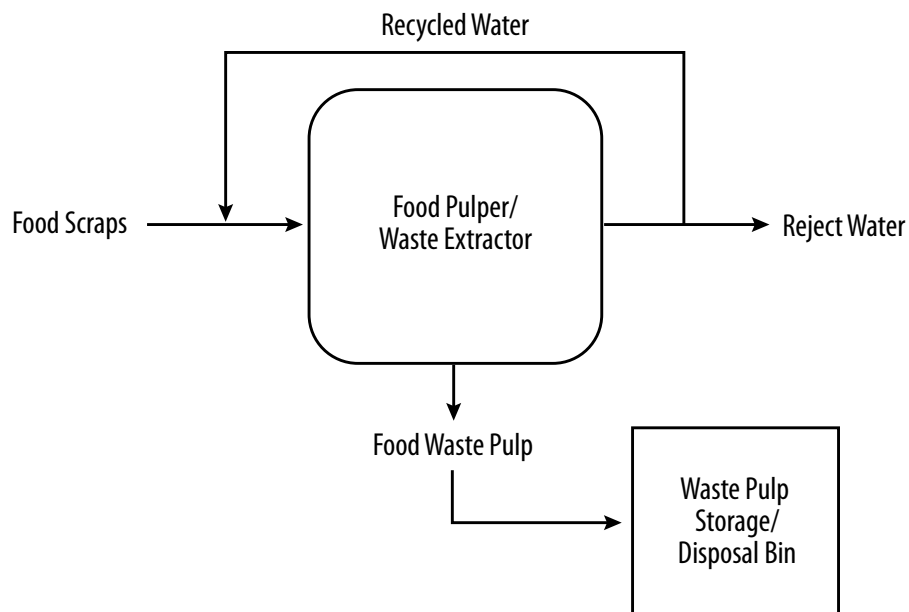 Recycled Water
Food Scraps
Food Pulper/
Waste Extractor
Reject Water
Food Waste Pulp
Waste Pulp
Storage/
Disposal Bin